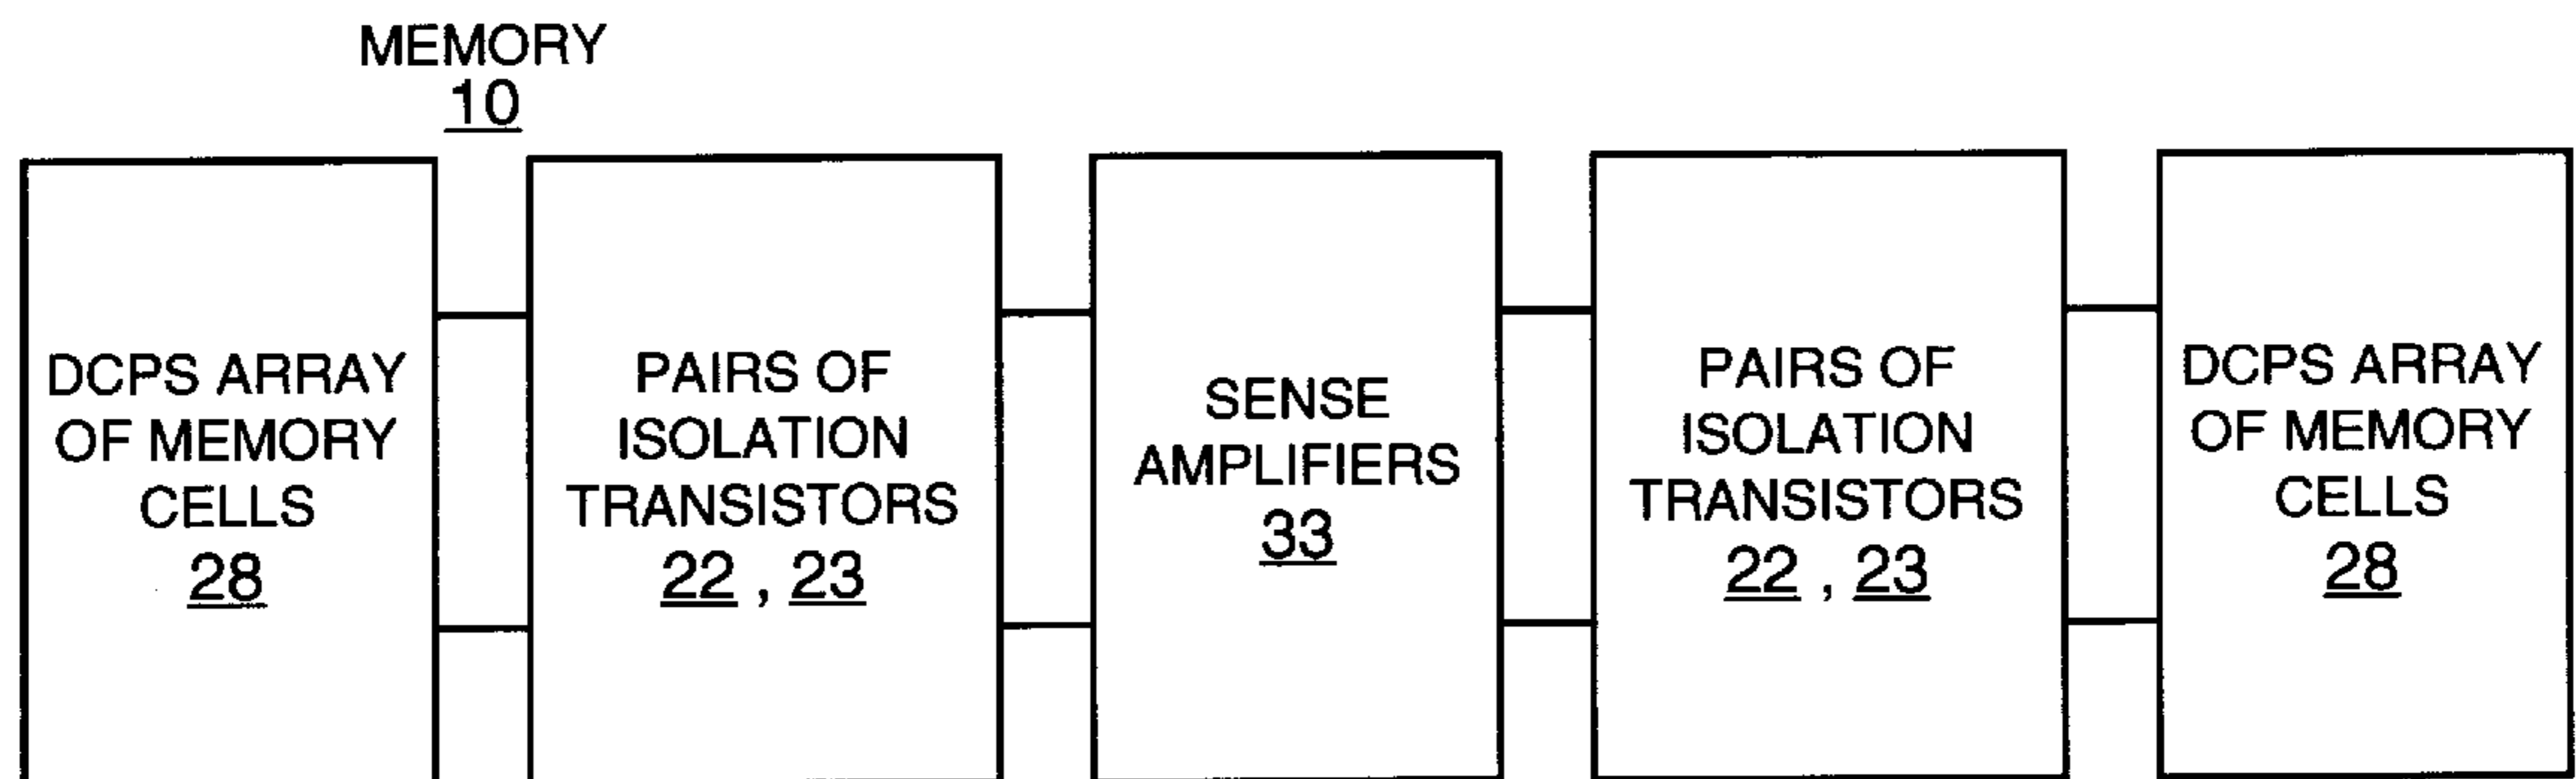 MEMORY
10
DCPS ARRAY
OF MEMORY
CELLS
28
PAIRS OF
ISOLATION
TRANSISTORS
22 , 23
SENSE
AMPLIFIERS
33
PAIRS OF
ISOLATION
TRANSISTORS
22 , 23
DCPS ARRAY
OF MEMORY
CELLS
28